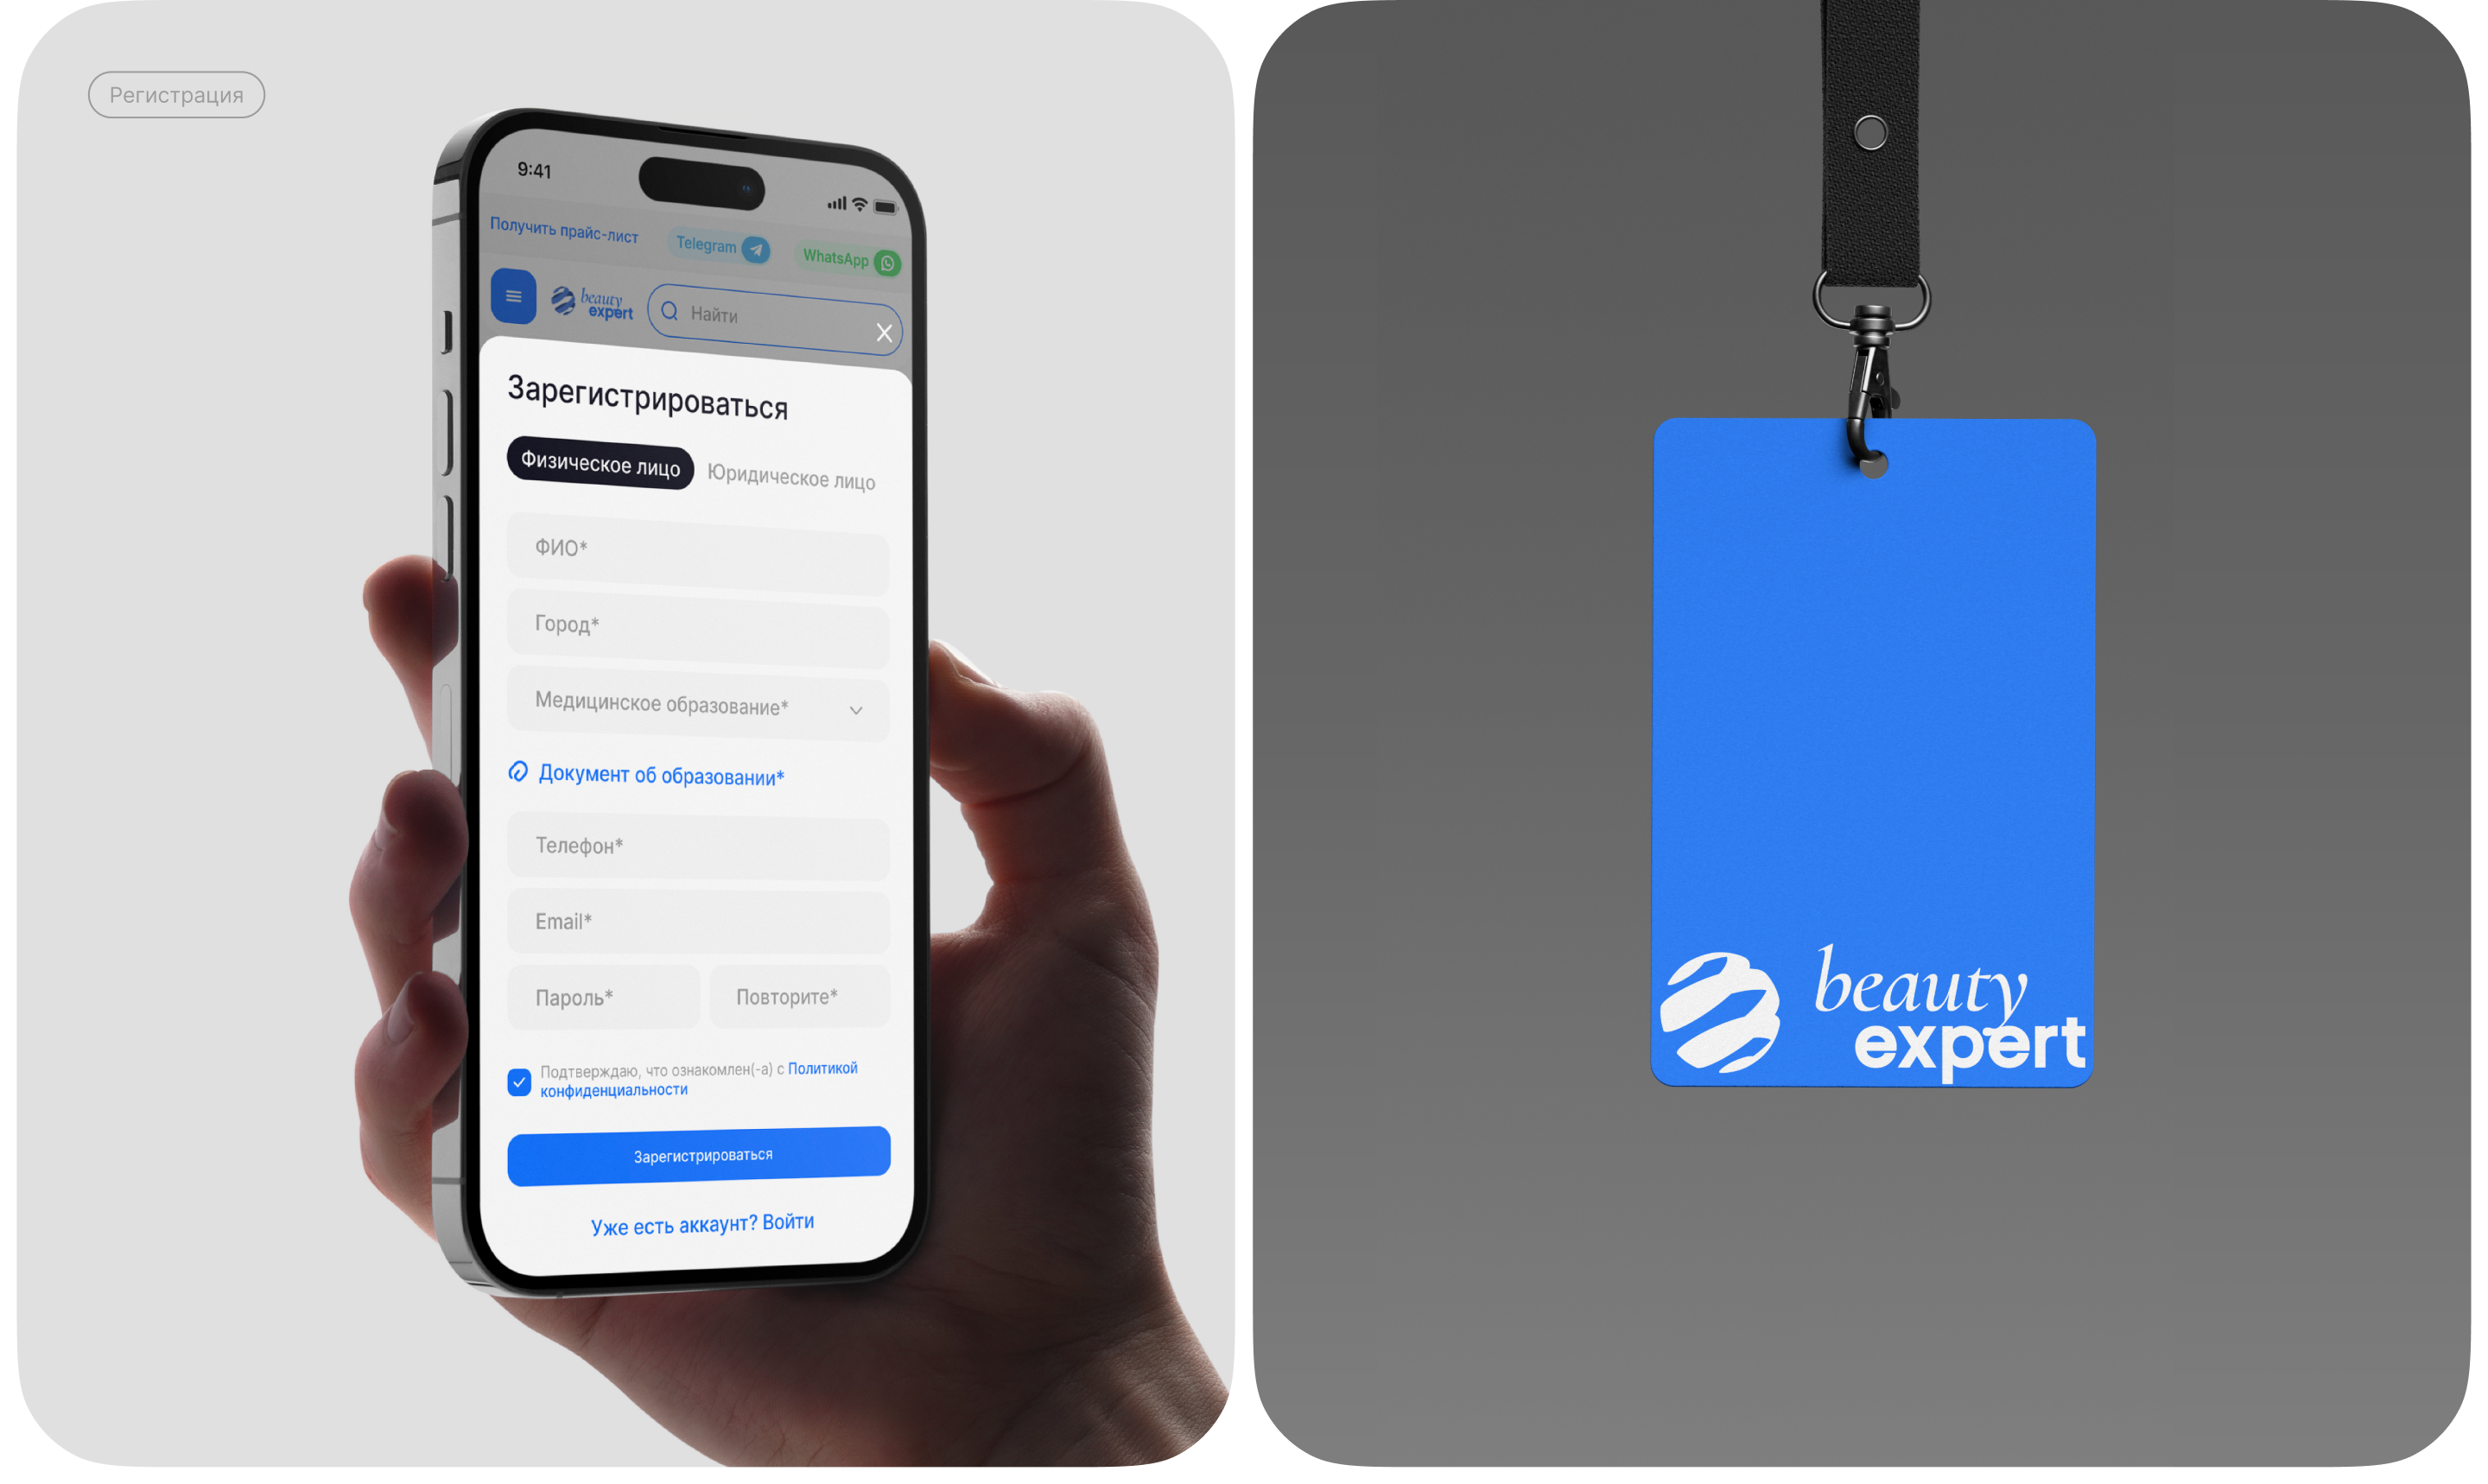 Регистрация
9:41
Получить прайс-лист
Telegram
WhatsApp
beauty
expert
Найти
Зарегистрироваться
Физическое лицо
Юридическое лицо
ФИО*
Город*
Медицинское образование*
Документ об образовании*
Телефон*
Email*
Пароль*
Повторите*
Подтверждаю, что ознакомлен(-а) с Политикой
конфиденциальности
Зарегистрироваться
Уже есть аккаунт? Войти
beauty
expert